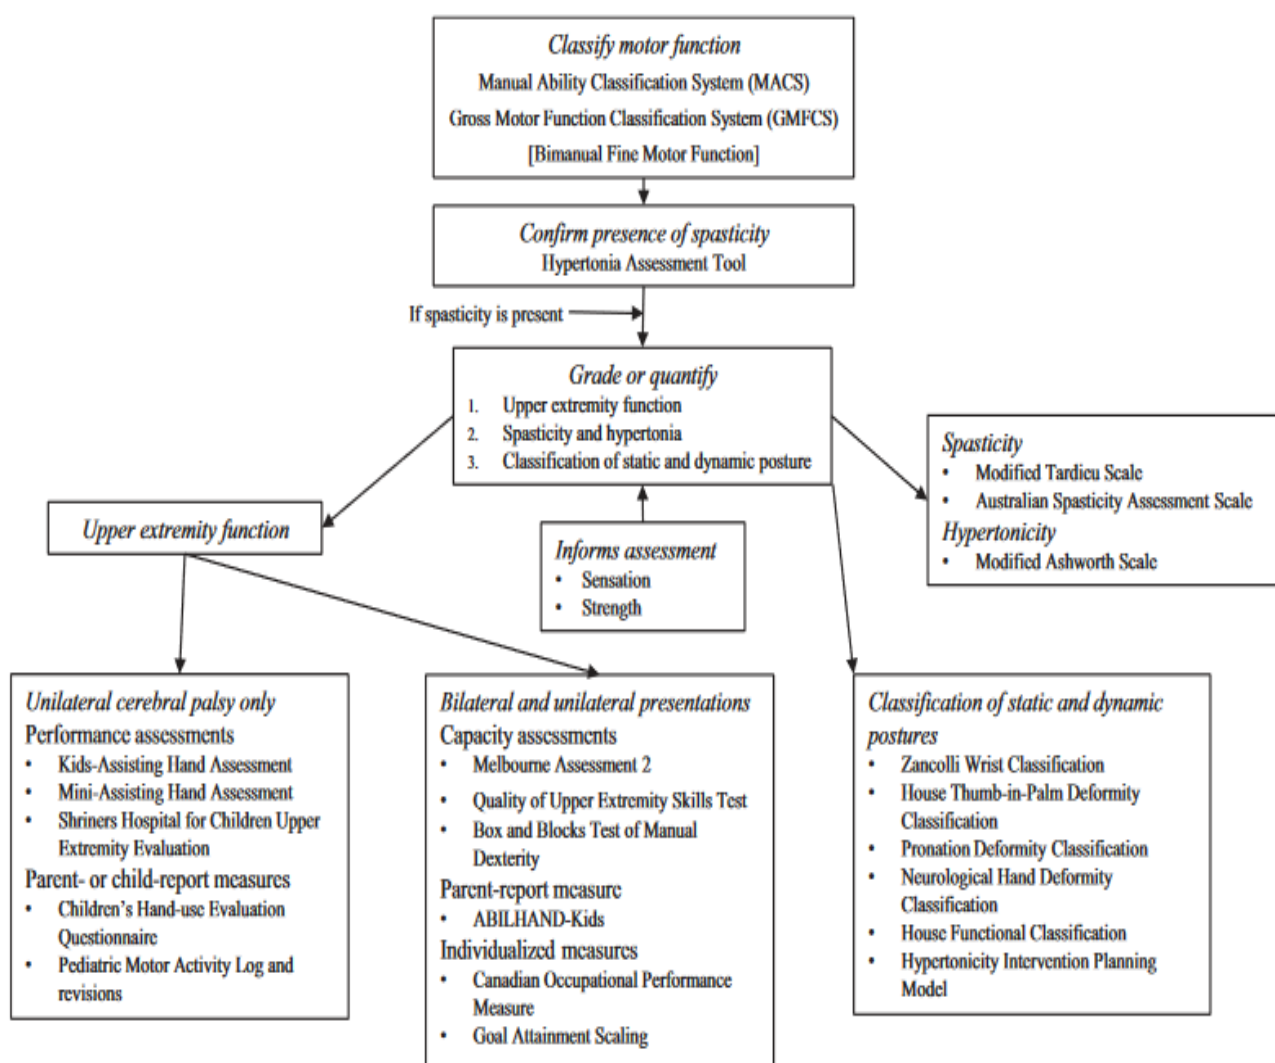 Classify motor function
Manual Ability Classification System (MACS)
Gross Motor Function Classification System (GMFCS)
[Bimanual Fine Motor Function]
Confirm presence of spasticity
Hypertonia Assessment Tool
If spasticity is present
Grade or quantify
1. Upper extremity function
2. Spasticity and hypertonia
3. Classification of static and dynamic posture
Spasticity
• Modified Tardieu Scale
• Australian Spasticity Assessment Scale
Hypertonicity
• Modified Ashworth Scale
Upper extremity function
Informs assessment
• Sensation
• Strength
Unilateral cerebral palsy only
Performance assessments
• Kids-Assisting Hand Assessment
• Mini-Assisting Hand Assessment
• Shriners Hospital for Children Upper
Extremity Evaluation
Parent- or child-report measures
• Children's Hand-use Evaluation
Questionnaire
• Pediatric Motor Activity Log and
revisions
Bilateral and unilateral presentations
Capacity assessments
• Melbourne Assessment 2
• Quality of Upper Extremity Skills Test
• Box and Blocks Test of Manual
Dexterity
Parent-report measure
• ABILHAND-Kids
Individualized measures
• Canadian Occupational Performance
Measure
• Goal Attainment Scaling
Classification of static and dynamic
postures
• Zancolli Wrist Classification
• House Thumb-in-Palm Deformity
Classification
• Pronation Deformity Classification
• Neurological Hand Deformity
Classification
• House Functional Classification
• Hypertonicity Intervention Planning
Model